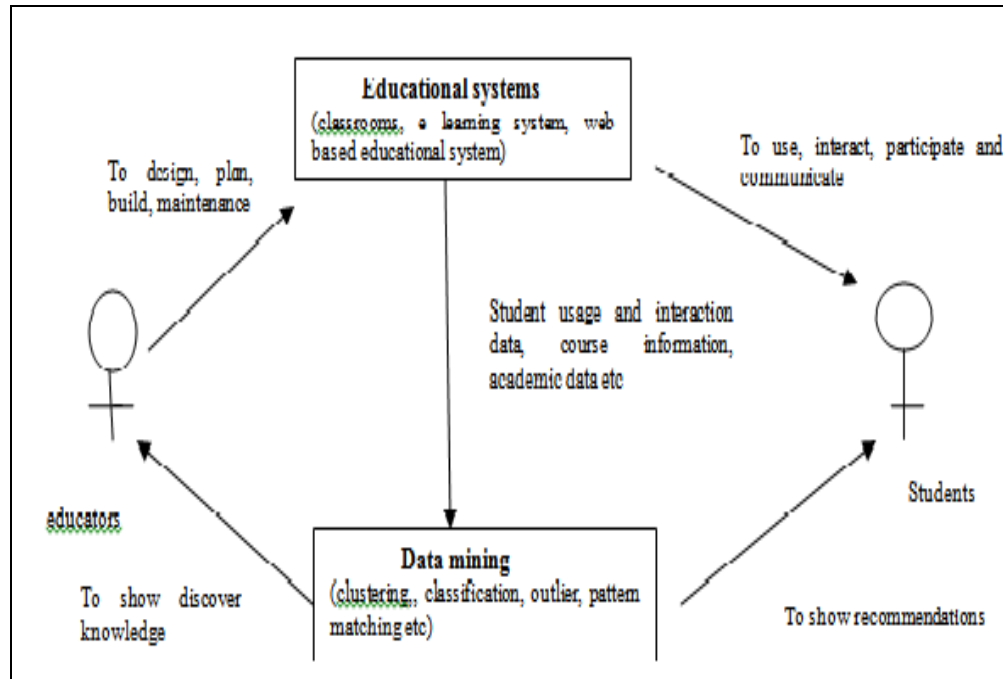 Educational systems
(classrooms, e learning system, web
based educational system)
To design, plan,
build, maintenance
To use, interact, participate and
communicate
Student usage and interaction
data, course information,
academic data etc
educators
Students
Data mining
(clustering,, classification, outlier, pattern
matching etc)
To show discover
knowledge
To show recommendations